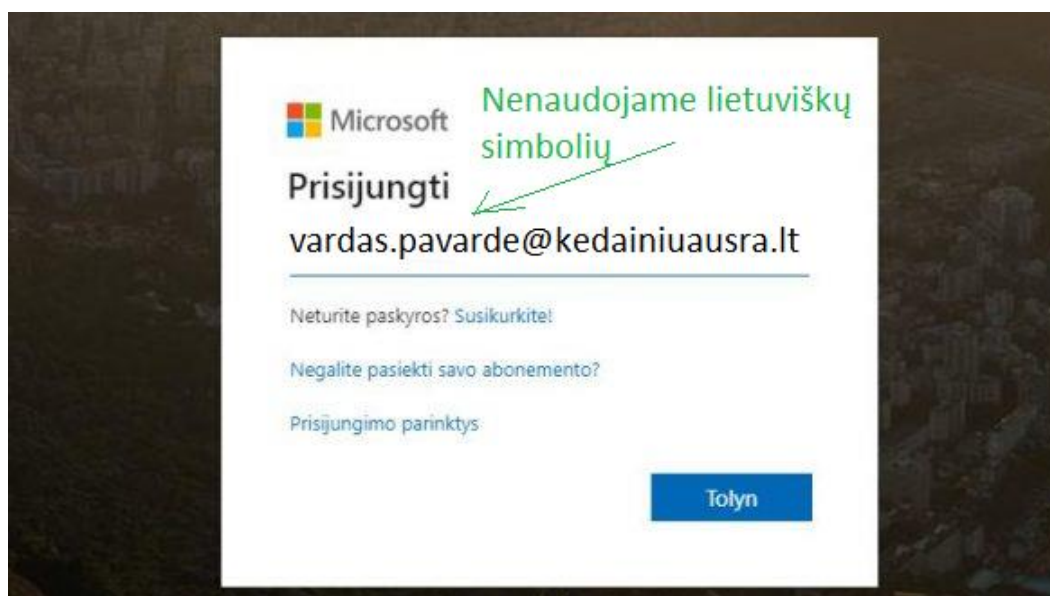 Microsoft
Nenaudojame lietuviškų
simbolių
Prisijungti
vardas.pavarde@kedainiuausra.lt
Neturite paskyros? Susikurkite!
Negalite pasiekti savo abonemento?
Prisijungimo parinktys
Tolyn